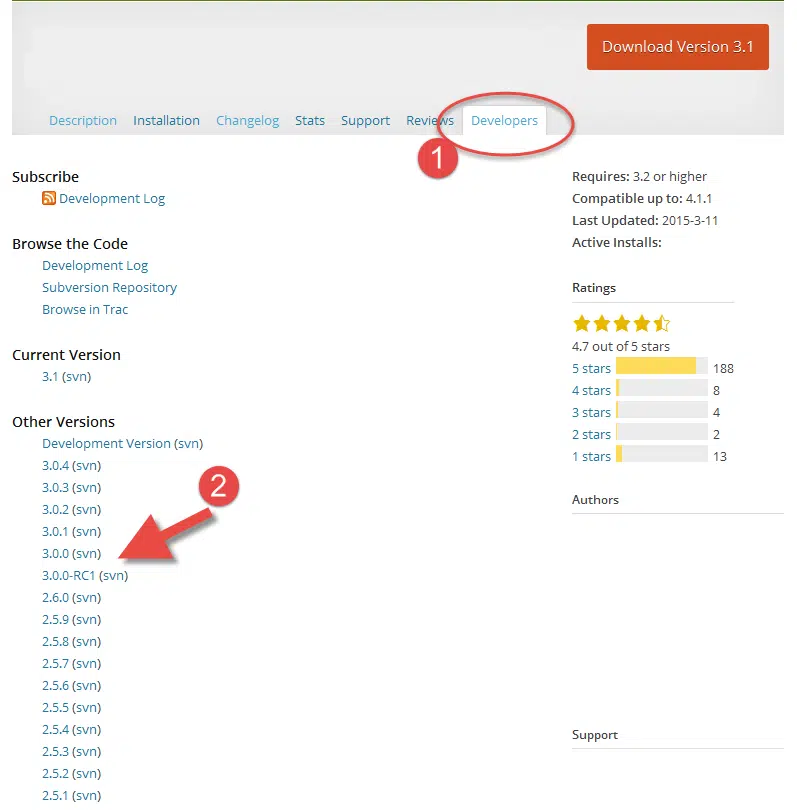 Download Version 3.1
Description Installation Changelog Stats Support Reviews Developers
1
Subscribe
Development Log
Browse the Code
Development Log
Subversion Repository
Browse in Trac
Current Version
3.1 (svn)
Other Versions
Development Version (svn)
3.0.4 (svn)
3.0.3 (svn)
3.0.2 (svn)
3.0.1 (svn)
3.0.0 (svn)
3.0.0-RC1 (svn)
2.6.0 (svn)
2.5.9 (svn)
2.5.8 (svn)
2.5.7 (svn)
2.5.6 (svn)
2.5.5 (svn)
2.5.4 (svn)
2.5.3 (svn)
2.5.2 (svn)
2.5.1 (svn)
2
Requires: 3.2 or higher
Compatible up to: 4.1.1
Last Updated: 2015-3-11
Active Installs:
Ratings
4.7 out of 5 stars
5 stars 188
4 stars 8
3 stars 4
2 stars 2
1 stars 13
Authors
Support